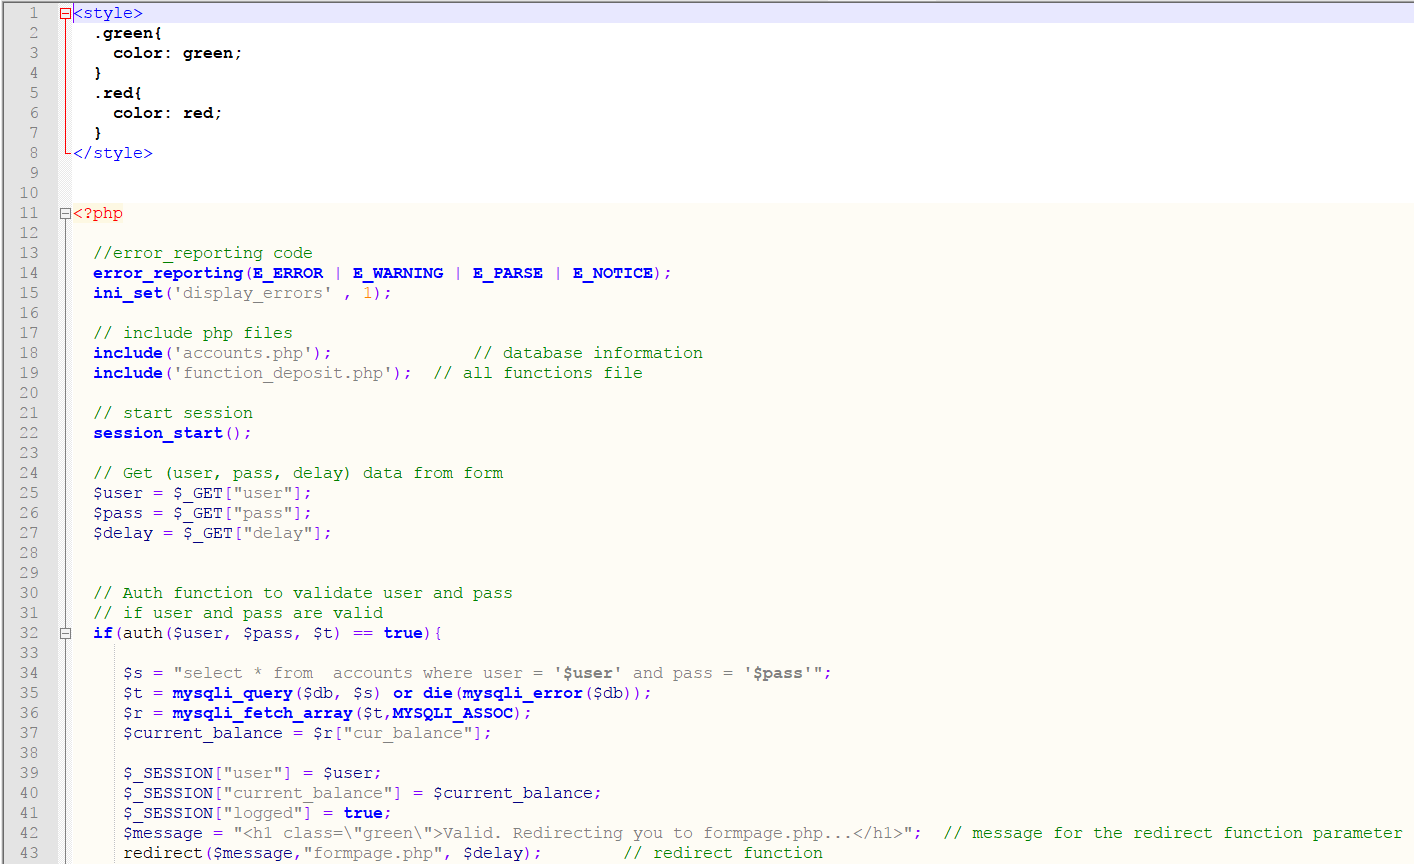 1 <style>
2 .green{
3 color: green;
4 }
5 .red{
6 color: red;
7 }
8 </style>
9
10
11 <?php
12
13 //error_reporting code
14 error_reporting(E_ERROR | E_WARNING | E_PARSE | E_NOTICE);
15 ini_set('display_errors' , 1);
16
17 // include php files
18 include('accounts.php'); // database information
19 include('function_deposit.php'); // all functions file
20
21 // start session
22 session_start();
23
24 // Get (user, pass, delay) data from form
25 $user = $_GET["user"];
26 $pass = $_GET["pass"];
27 $delay = $_GET["delay"];
28
29
30 // Auth function to validate user and pass
31 // if user and pass are valid
32 if(auth($user, $pass, $t) == true){
33
34 $s = "select * from  accounts where user = '$user' and pass = '$pass'";
35 $t = mysqli_query($db, $s) or die(mysqli_error($db));
36 $r = mysqli_fetch_array($t,MYSQLI_ASSOC);
37 $current_balance = $r["cur_balance"];
38
39 $_SESSION["user"] = $user;
40 $_SESSION["current_balance"] = $current_balance;
41 $_SESSION["logged"] = true;
42 $message = "<h1 class=\"green\">Valid. Redirecting you to formpage.php...</h1>"; // message for the redirect function parameter
43 redirect($message,"formpage.php", $delay); // redirect function